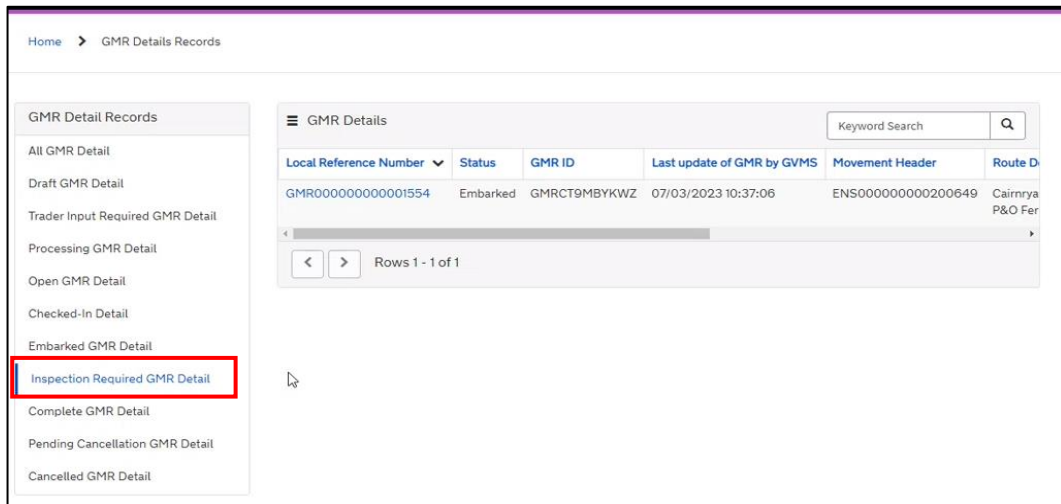 Home > GMR Details Records
GMR Detail Records
All GMR Detail
Draft GMR Detail
Trader Input Required GMR Detail
Processing GMR Detail
Open GMR Detail
Checked-In Detail
Embarked GMR Detail
Inspection Required GMR Detail
Complete GMR Detail
Pending Cancellation GMR Detail
Cancelled GMR Detail
GMR Details
Keyword Search
Local Reference Number Status GMR ID Last update of GMR by GVMS Movement Header Route D
GMR000000000001554 Embarked GMRCT9MBYKWZ 07/03/2023 10:37:06 ENS000000000200649 Cairnrya
P&O Fer
< > Rows 1 - 1 of 1